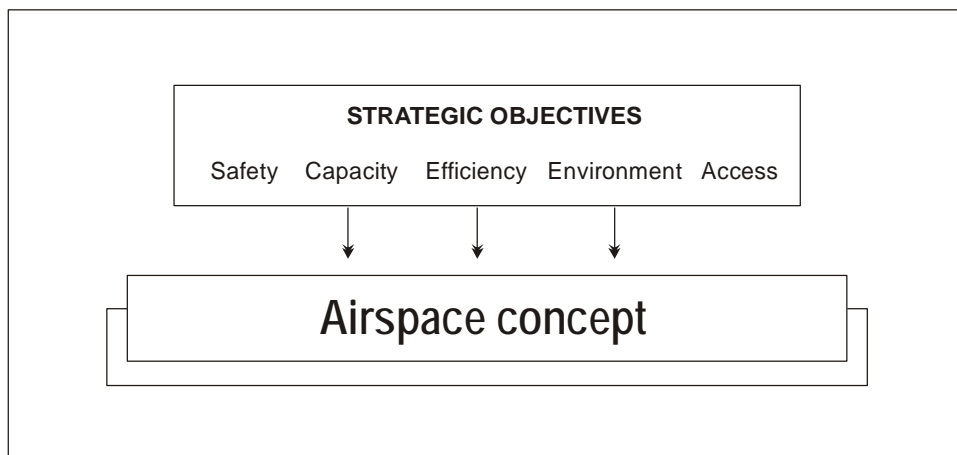 STRATEGIC OBJECTIVES
Safety Capacity Efficiency Environment Access
Airspace concept